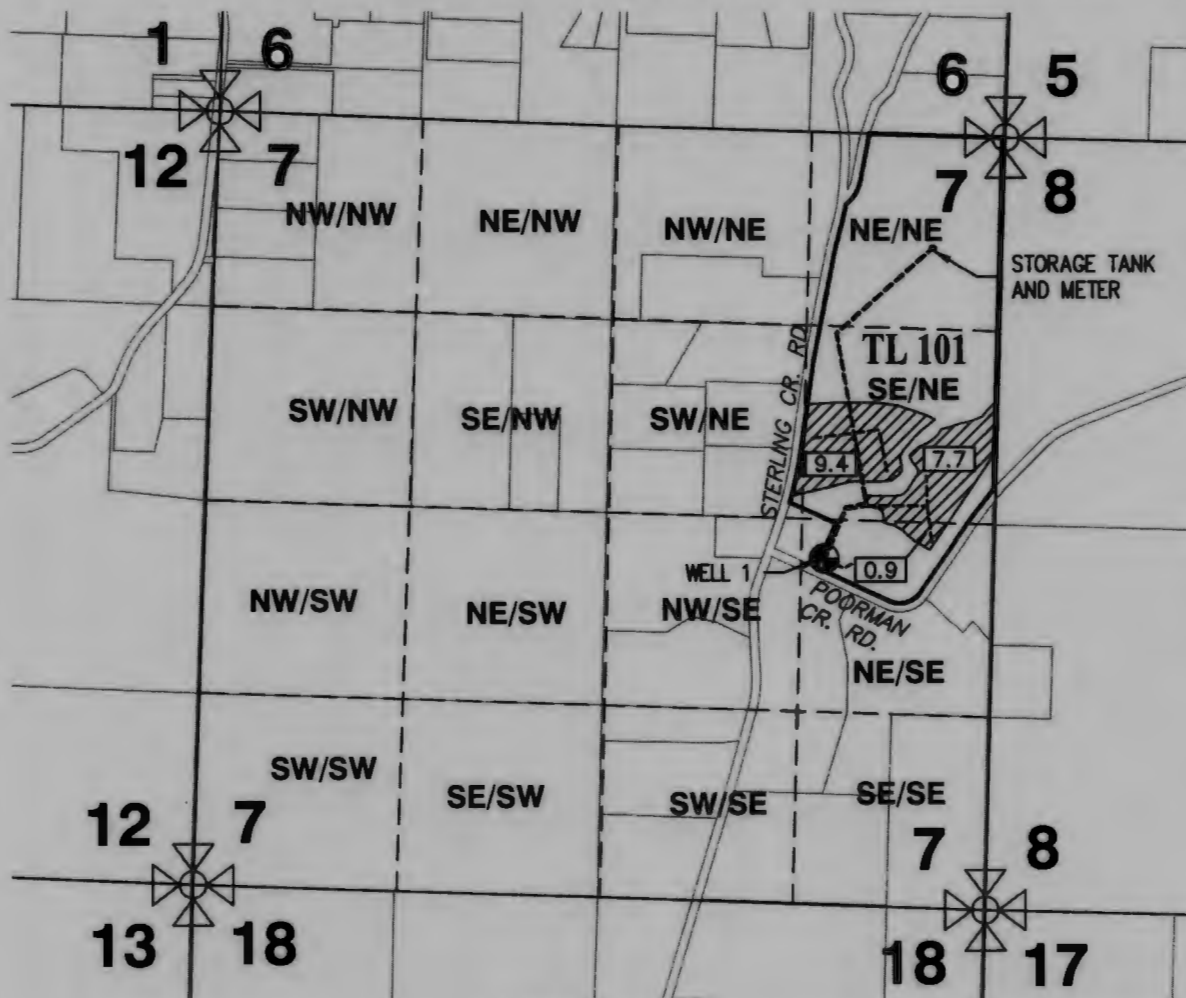 1 6
6 5
12 7
7 8
NW/NW NE/NW NW/NE NE/NE
STORAGE TANK
AND METER
TL 101
SE/NE
SW/NW SE/NW SW/NE
STERLING CR. RD.
9.4 7.7
WELL 1
0.9
POORMAN
CR. RD.
NW/SW NE/SW NW/SE
NE/SE
SW/SW SE/SW SW/SE SE/SE
12 7
7 8
13 18
18 17